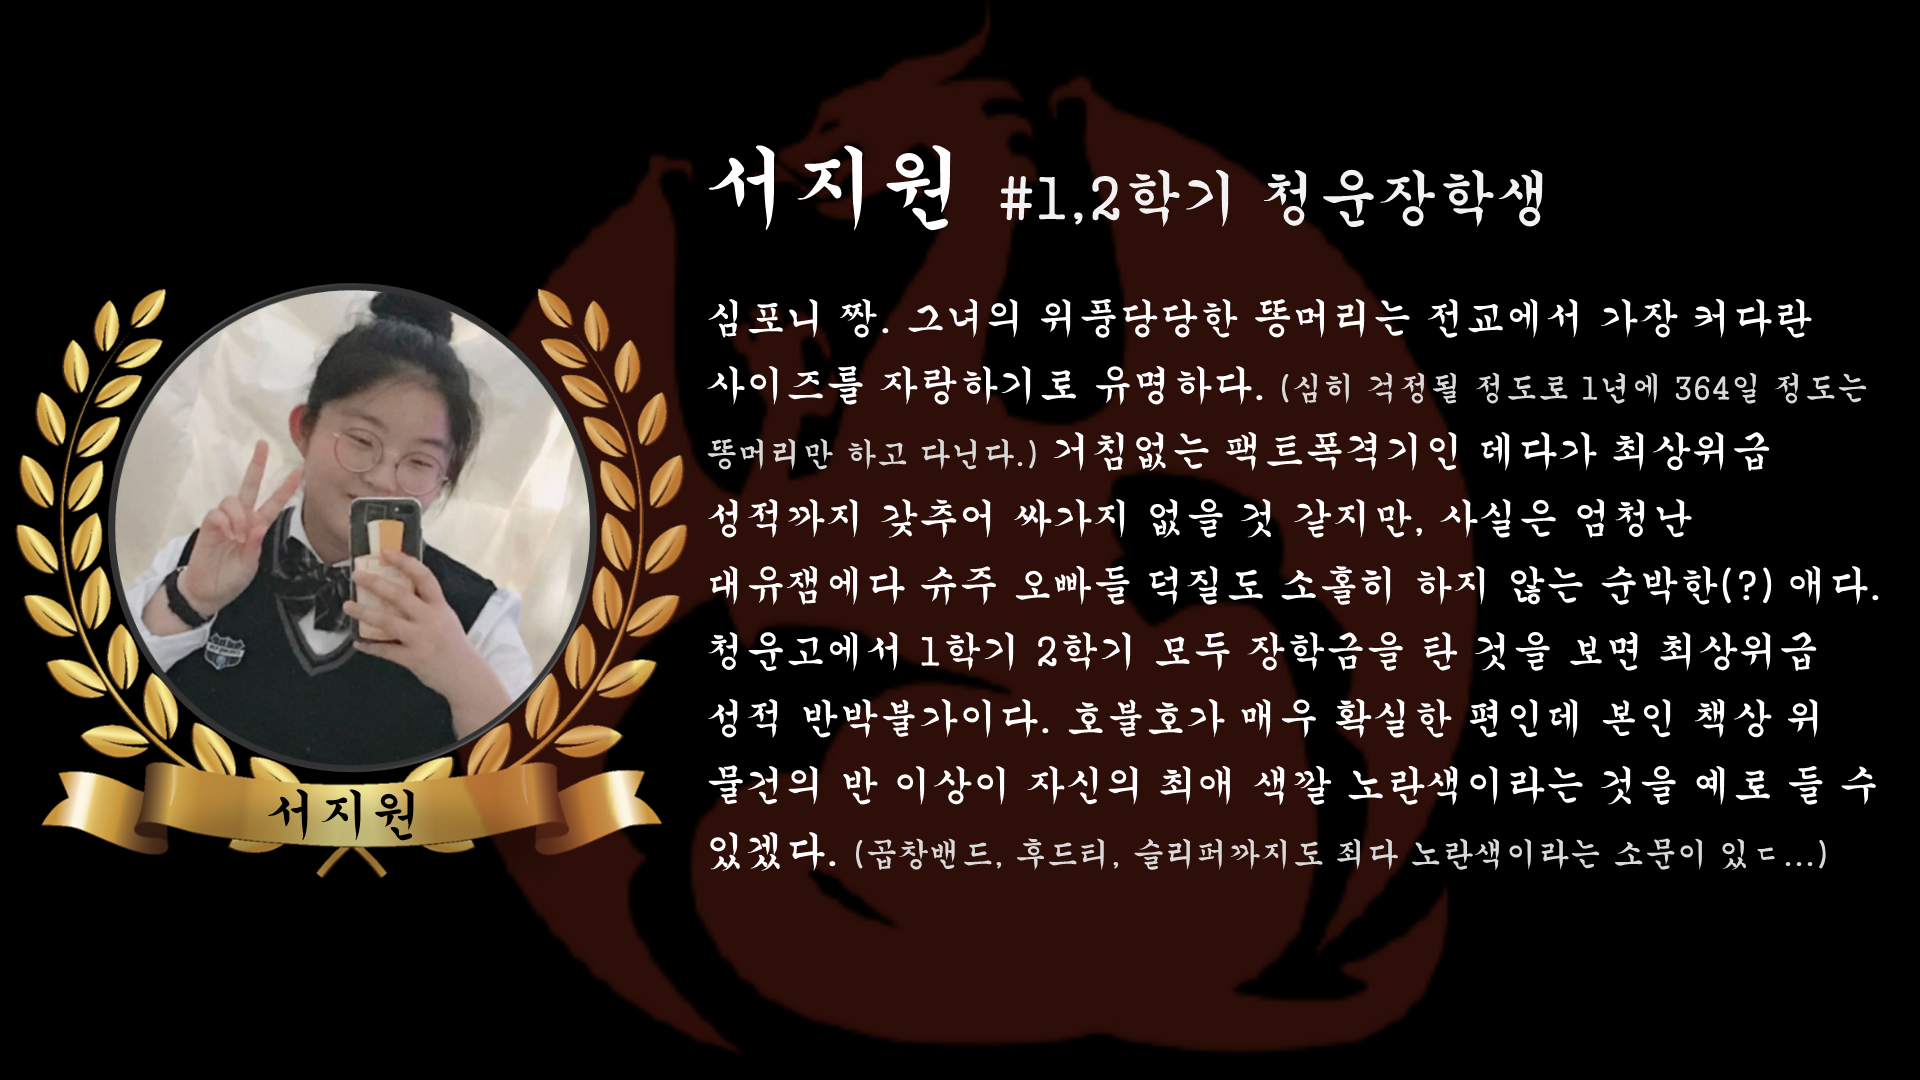 서지원 #1,2학기 청운장학생
심포니 짱. 그녀의 위풍당당한 똥머리는 전교에서 가장 커다란
사이즈를 자랑하기로 유명하다. (심히 걱정될 정도로 1년에 364일 정도는
똥머리만 하고 다닌다.) 거침없는 팩트폭격기인 데다가 최상위급
성적까지 갖추어 싸가지 없을 것 같지만, 사실은 엄청난
대유잼에다 슈주 오빠들 덕질도 소홀히 하지 않는 순박한(?) 애다.
청운고에서 1학기 2학기 모두 장학금을 탄 것을 보면 최상위급
성적 반박불가이다. 호불호가 매우 확실한 편인데 본인 책상 위
물건의 반 이상이 자신의 최애 색깔 노란색이라는 것을 예로 들 수
있겠다. (곱창밴드, 후드티, 슬리퍼까지도 죄다 노란색이라는 소문이 있ㄷ...)
서지원